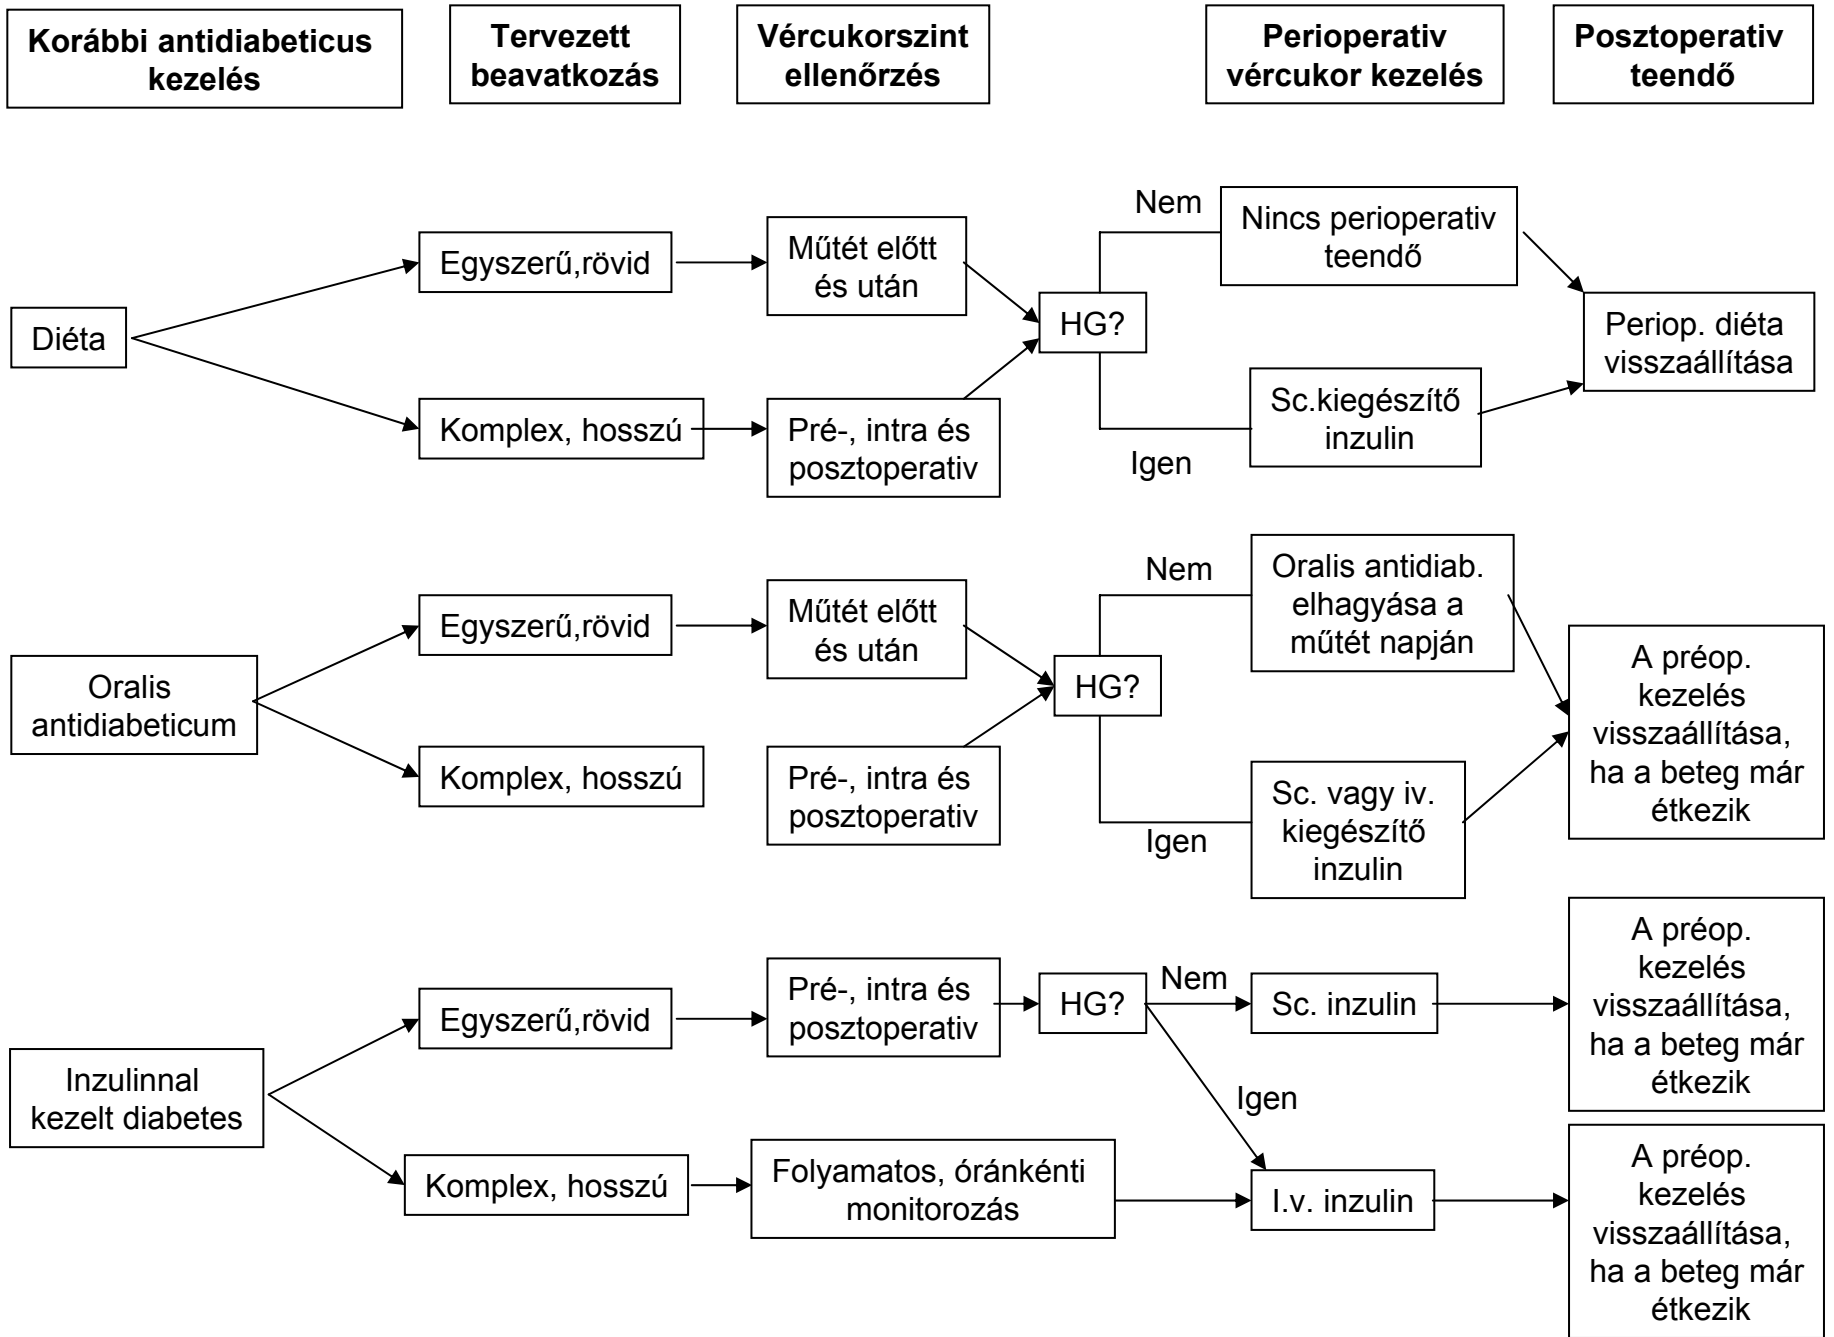 Korábbi antidiabeticus
kezelés
Tervezett
beavatkozás
Vércukorszint
ellenőrzés
Perioperativ
vércukor kezelés
Posztoperativ
teendő
Diéta
Egyszerű,rövid
Komplex, hosszú
Műtét előtt
és után
Pré-, intra és
posztoperativ
HG?
Nem
Igen
Nincs perioperativ
teendő
Sc.kiegészítő
inzulin
Periop. diéta
visszaállítása
Oralis
antidiabeticum
Egyszerű,rövid
Komplex, hosszú
Műtét előtt
és után
Pré-, intra és
posztoperativ
HG?
Nem
Igen
Oralis antidiab.
elhagyása a
műtét napján
Sc. vagy iv.
kiegészítő
inzulin
A préop.
kezelés
visszaállítása,
ha a beteg már
étkezik
Inzulinnal
kezelt diabetes
Egyszerű,rövid
Komplex, hosszú
Pré-, intra és
posztoperativ
Folyamatos, óránkénti
monitorozás
HG?
Nem
Igen
Sc. inzulin
I.v. inzulin
A préop.
kezelés
visszaállítása,
ha a beteg már
étkezik
A préop.
kezelés
visszaállítása,
ha a beteg már
étkezik